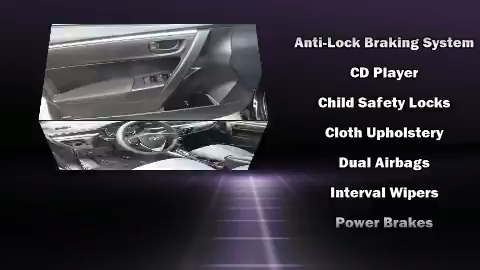 Anti-Lock Braking System
CD Player
Child Safety Locks
Cloth Upholstery
Dual Airbags
Interval Wipers
Power Brakes